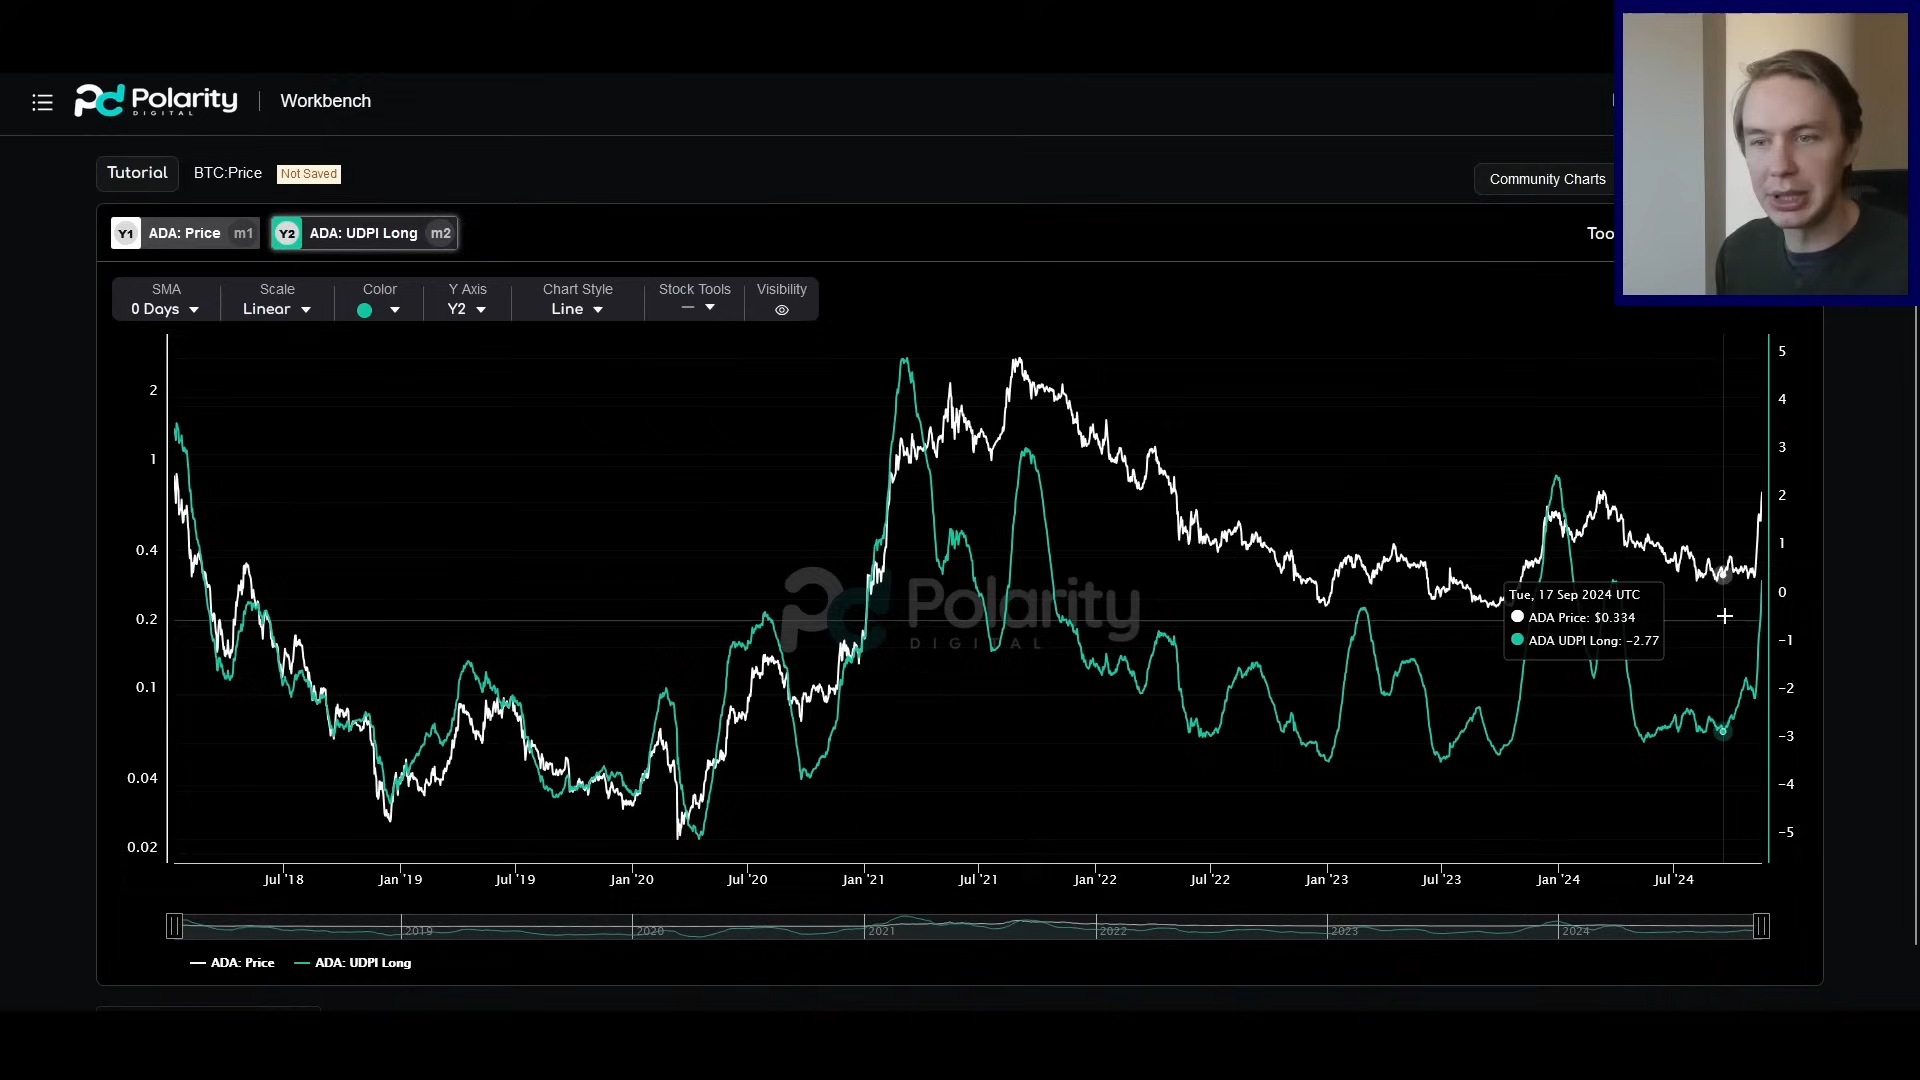 Polarity
DIGITAL
Workbench
Tutorial
BTC:Price
Not Saved
Community Charts
Y1 ADA: Price m1
Y2 ADA: UDPI Long m2
Too
SMA
0 Days
Scale
Linear
Color
Y Axis
Y2
Chart Style
Line
Stock Tools
Visibility
2
1
0.4
0.2
0.1
0.04
0.02
5
4
3
2
1
0
-1
-2
-3
-4
-5
Polarity
DIGITAL
Tue, 17 Sep 2024 UTC
ADA Price: $0.334
ADA UDPI Long: -2.77
Jul '18
Jan '19
Jul '19
Jan '20
Jul '20
Jan '21
Jul '21
Jan '22
Jul '22
Jan '23
Jul '23
Jan '24
Jul '24
2019
2020
2021
2022
2023
2024
ADA: Price
ADA: UDPI Long